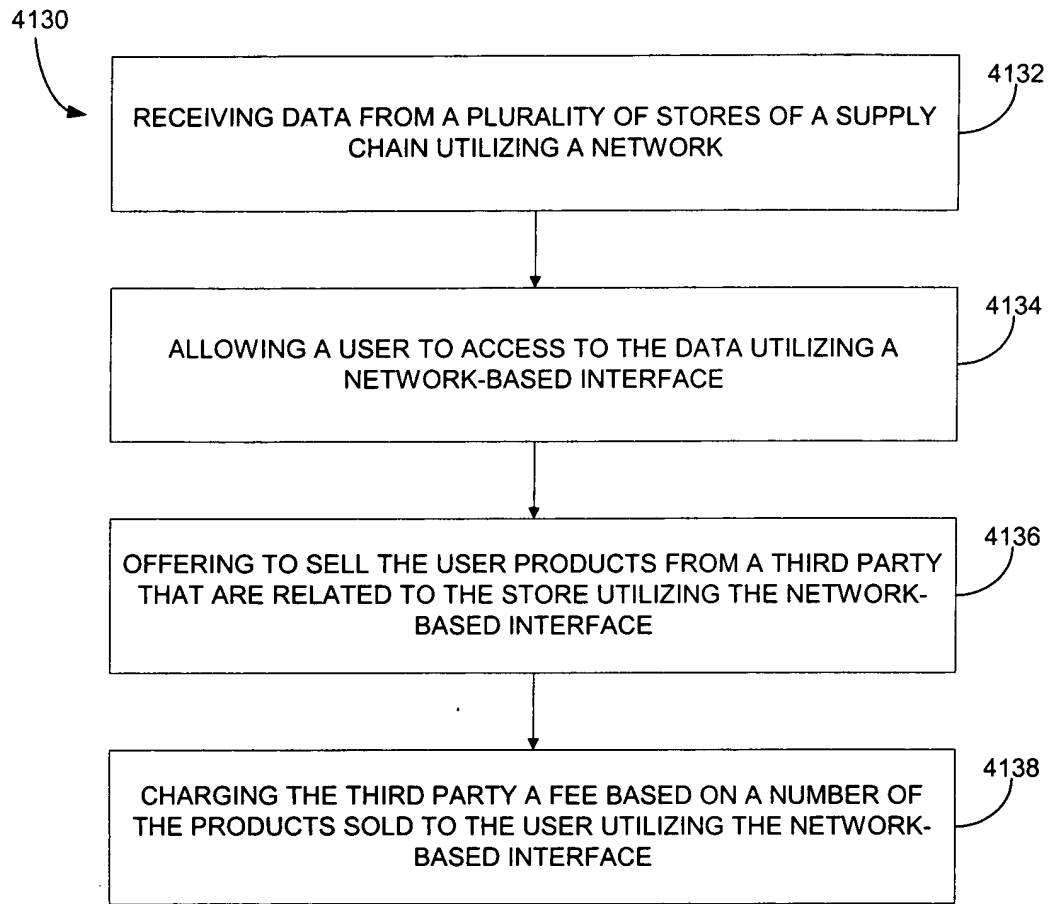 4130
4132
RECEIVING DATA FROM A PLURALITY OF STORES OF A SUPPLY
CHAIN UTILIZING A NETWORK
4134
ALLOWING A USER TO ACCESS TO THE DATA UTILIZING A
NETWORK-BASED INTERFACE
4136
OFFERING TO SELL THE USER PRODUCTS FROM A THIRD PARTY
THAT ARE RELATED TO THE STORE UTILIZING THE NETWORK-
BASED INTERFACE
4138
CHARGING THE THIRD PARTY A FEE BASED ON A NUMBER OF
THE PRODUCTS SOLD TO THE USER UTILIZING THE NETWORK-
BASED INTERFACE